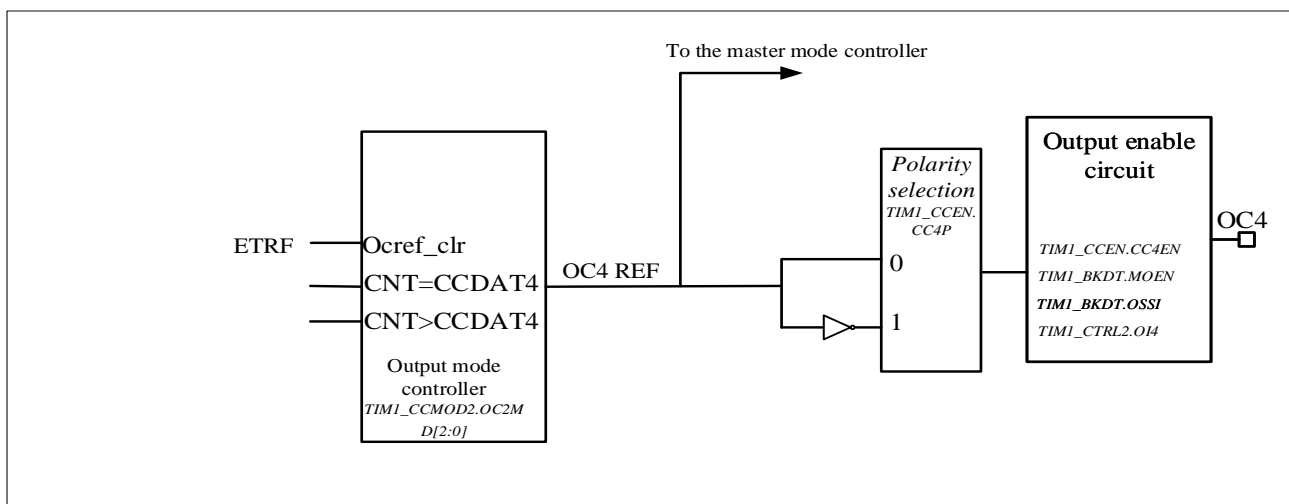 To the master mode controller
ETRF
Ocref_clr
CNT=CCDAT4
CNT>CCDAT4
Output mode
controller
TIM1_CCMOD2.OC2M
D[2:0]
OC4 REF
Polarity
selection
TIM1_CCEN.
CC4P
0
1
Output enable
circuit
TIM1_CCEN.CC4EN
TIM1_BKDT.MOEN
TIM1_BKDT.OSSI
TIM1_CTRL2.OI4
OC4